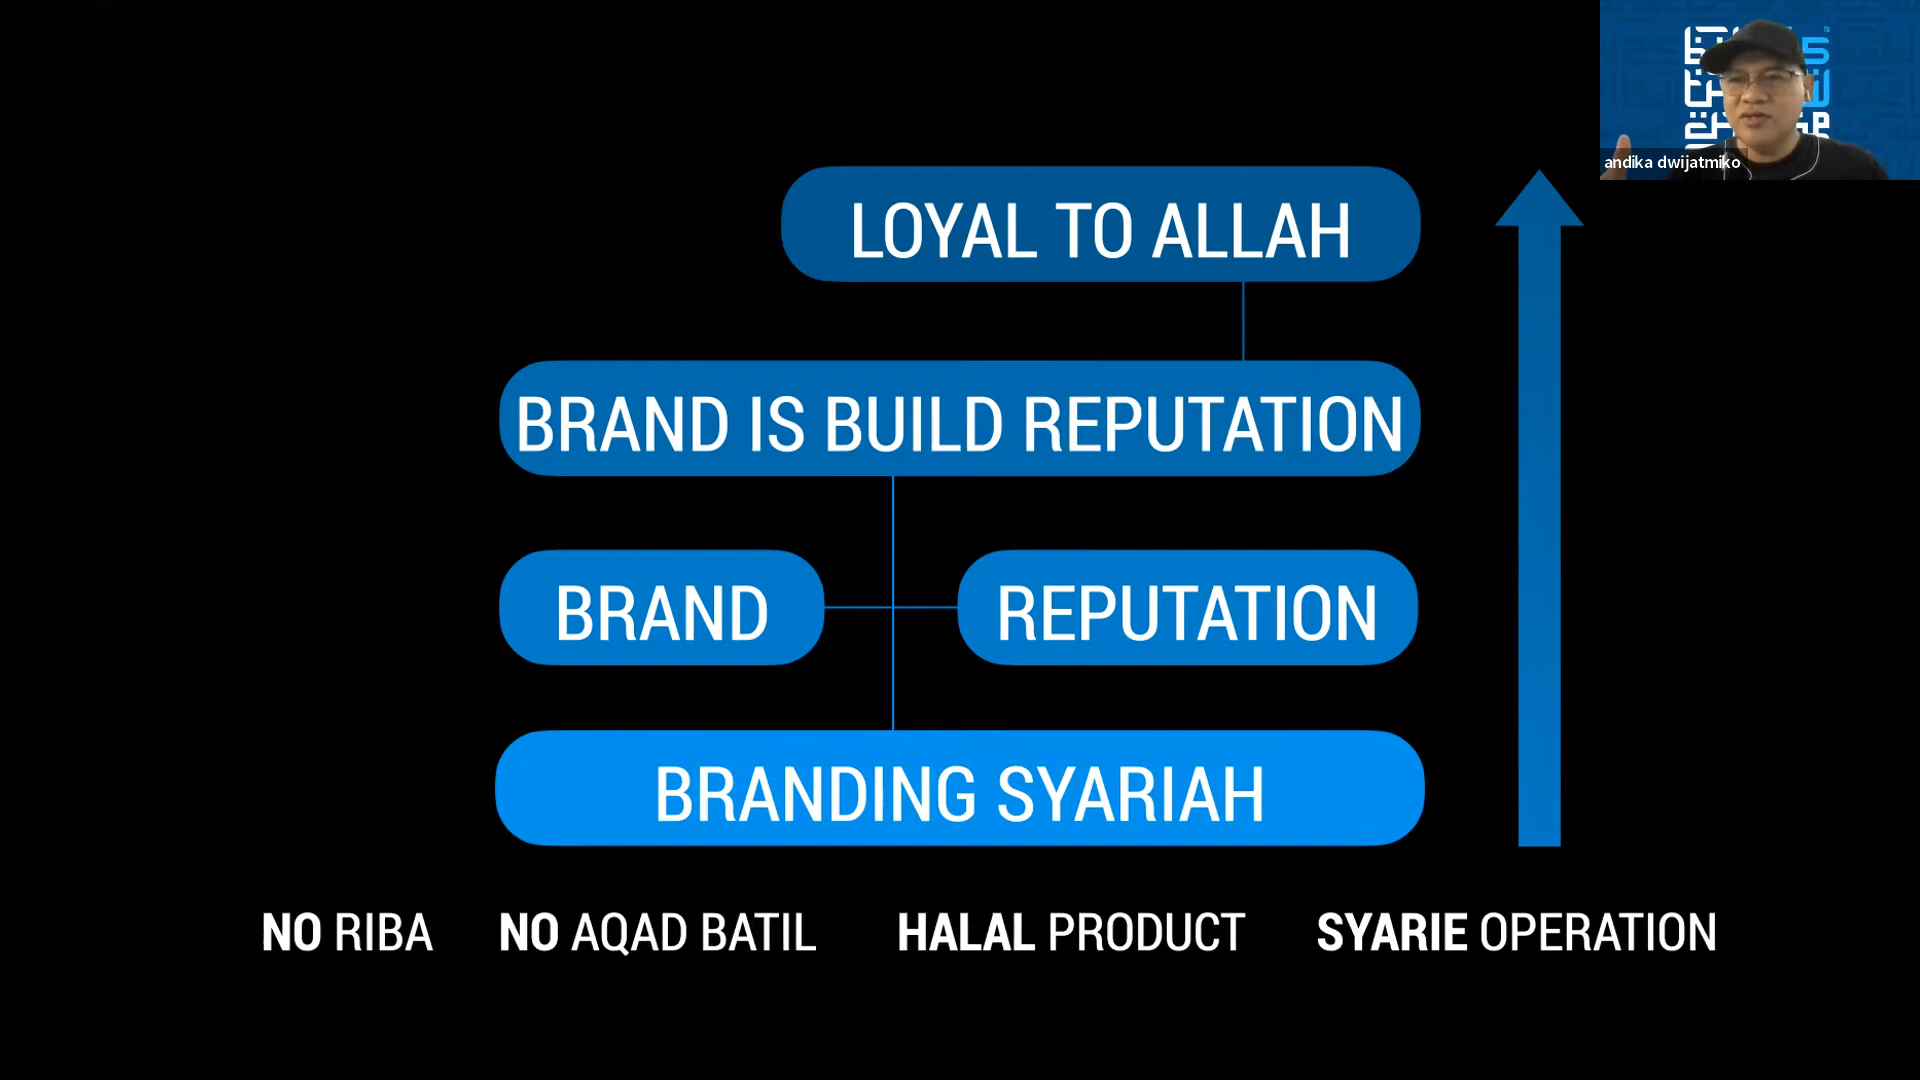 andika dwijatmiko
LOYAL TO ALLAH
BRAND IS BUILD REPUTATION
BRAND
REPUTATION
BRANDING SYARIAH
NO RIBA
NO AQAD BATIL
HALAL PRODUCT
SYARIE OPERATION